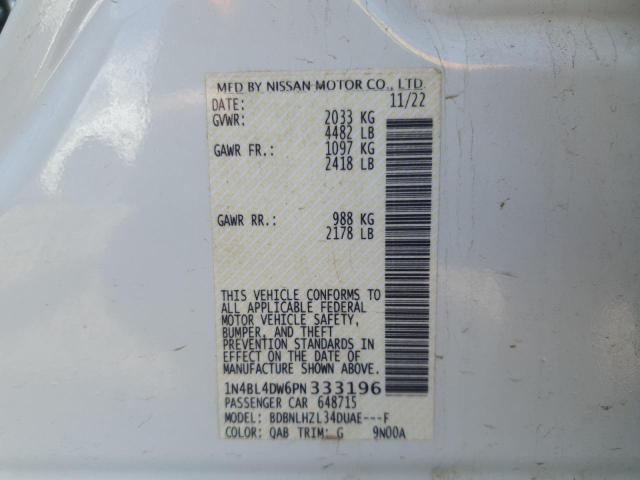 MFD BY NISSAN MOTOR CO., LTD.
DATE: 11/22
GVWR: 2033 KG
4482 LB
GAWR FR.: 1097 KG
2418 LB
GAWR RR.: 988 KG
2178 LB
THIS VEHICLE CONFORMS TO
ALL APPLICABLE FEDERAL
MOTOR VEHICLE SAFETY,
BUMPER, AND THEFT
PREVENTION STANDARDS IN
EFFECT ON THE DATE OF
MANUFACTURE SHOWN ABOVE.
1N4BL4DW6PN333196
PASSENGER CAR 648715
MODEL: BDBNLHZL34DUAE---F
COLOR: QAB TRIM: G 9N00A